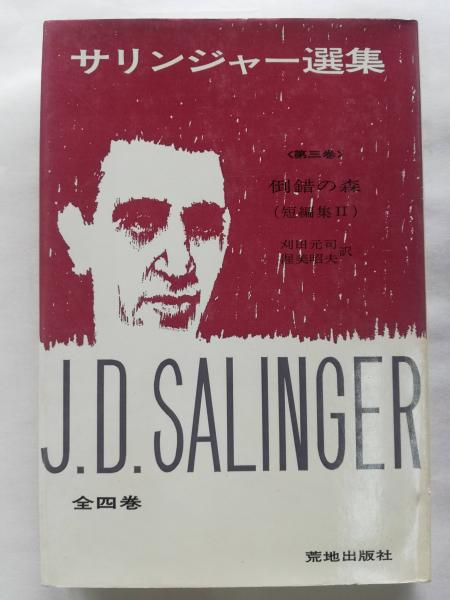 サリンジャー選集
〈第三巻〉
倒錯の森
(短編集II)
刈田元司
渥美昭夫 訳
J.D.SALINGER
全四巻
荒地出版社